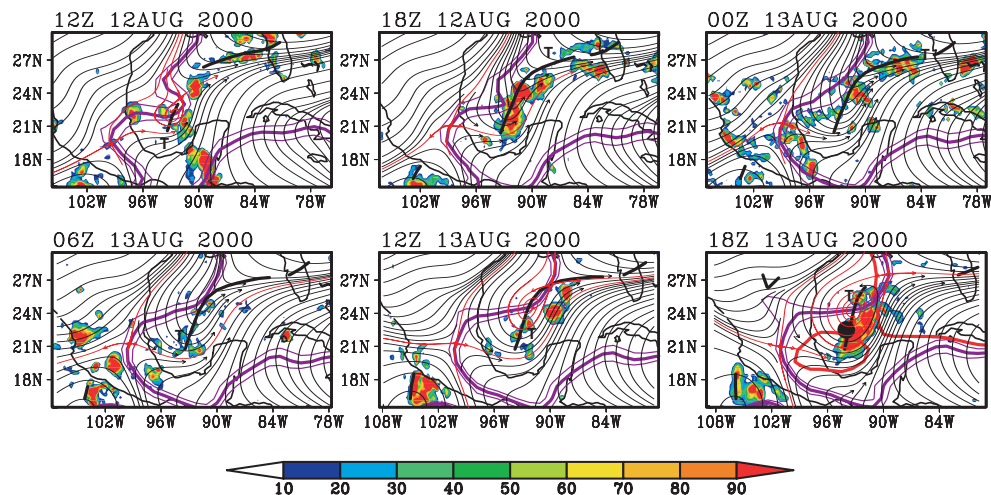 12Z 12AUG 2000
18Z 12AUG 2000
00Z 13AUG 2000
27N
24N
21N
18N
102W 96W 90W 84W 78W
27N
24N
21N
18N
102W 96W 90W 84W 78W
27N
24N
21N
18N
102W 96W 90W 84W 78W
T
T
T
06Z 13AUG 2000
12Z 13AUG 2000
18Z 13AUG 2000
27N
24N
21N
18N
102W 96W 90W 84W 78W
27N
24N
21N
18N
108W 102W 96W 90W 84W
27N
24N
21N
18N
108W 102W 96W 90W 84W
T
T
T
10 20 30 40 50 60 70 80 90